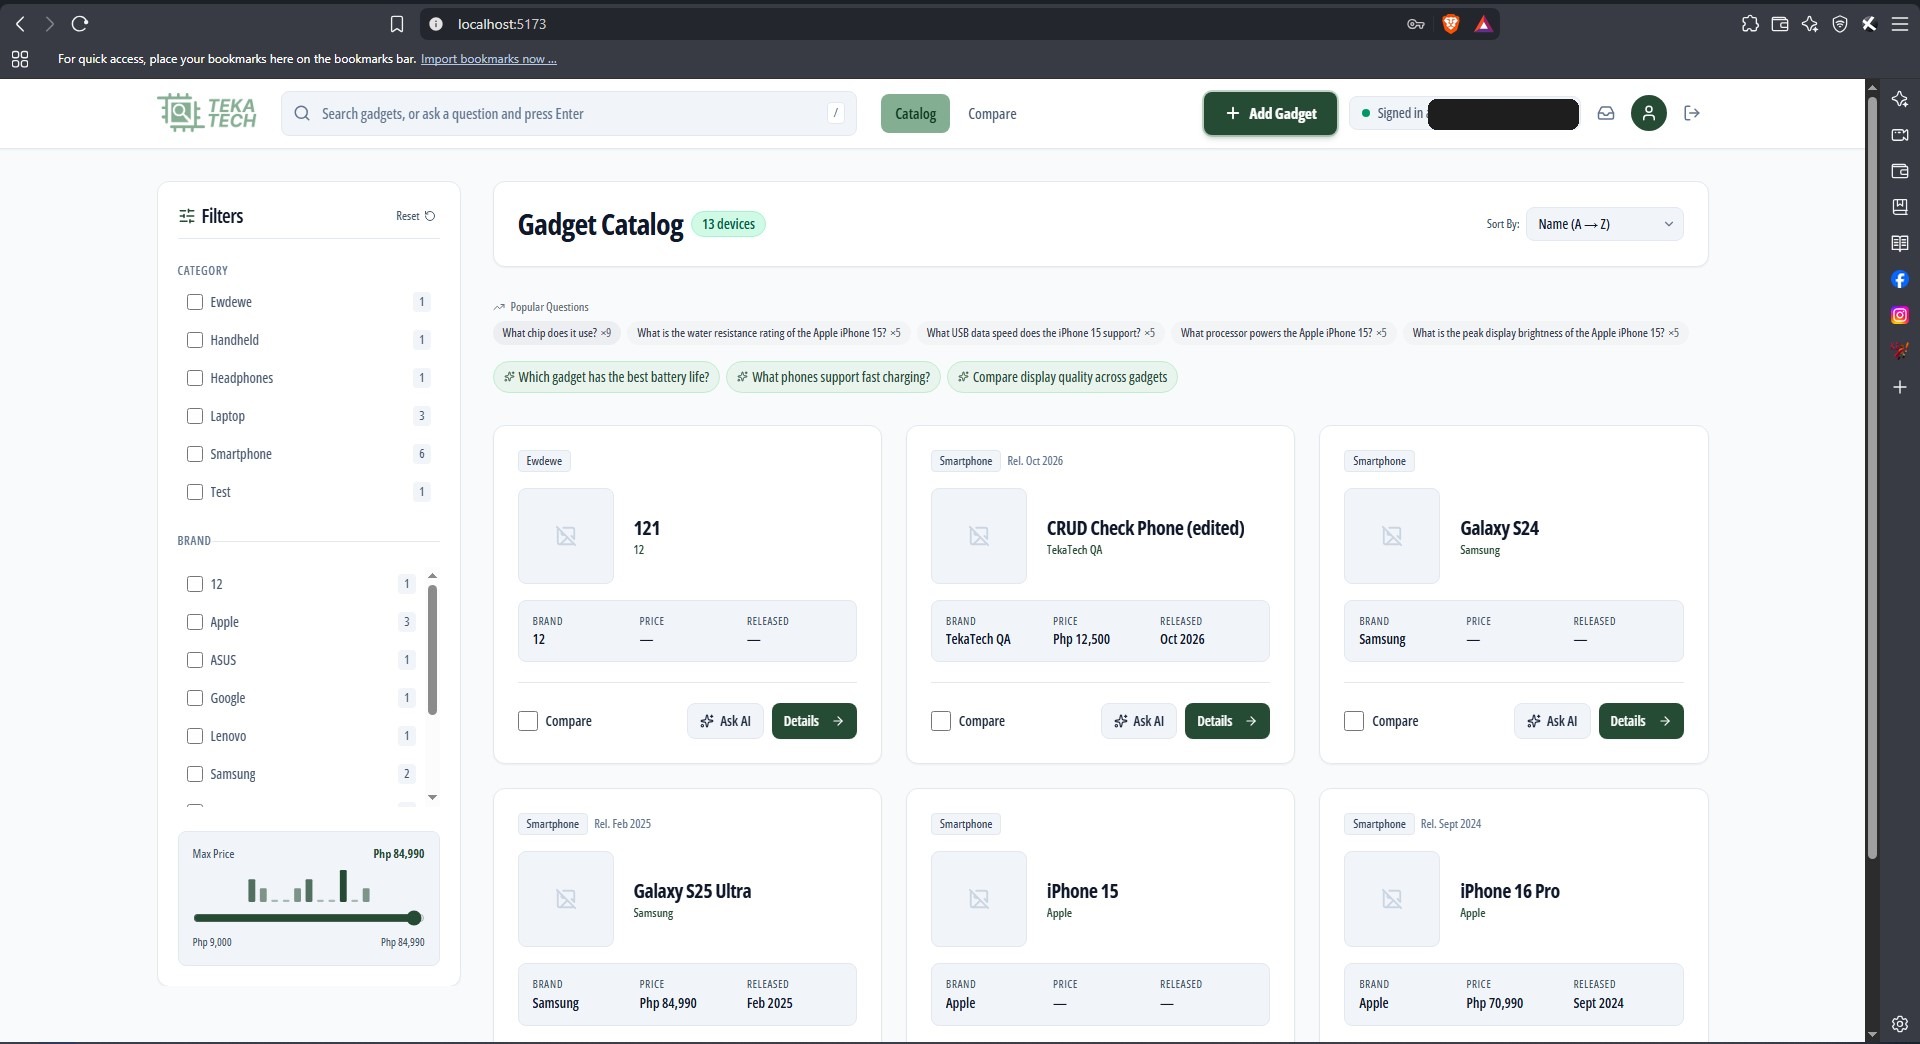 localhost:5173
For quick access, place your bookmarks here on the bookmarks bar. Import bookmarks now ...
TEKA TECH
Search gadgets, or ask a question and press Enter
/
Catalog
Compare
Add Gadget
Signed in
Filters
Reset
CATEGORY
Ewdewe 1
Handheld 1
Headphones 1
Laptop 3
Smartphone 6
Test 1
BRAND
12 1
Apple 3
ASUS 1
Google 1
Lenovo 1
Samsung 2
Max Price Php 84,990
Php 9,000 Php 84,990
Gadget Catalog 13 devices
Sort By: Name (A → Z)
Popular Questions
What chip does it use? ×9
What is the water resistance rating of the Apple iPhone 15? ×5
What USB data speed does the iPhone 15 support? ×5
What processor powers the Apple iPhone 15? ×5
What is the peak display brightness of the Apple iPhone 15? ×5
Which gadget has the best battery life?
What phones support fast charging?
Compare display quality across gadgets
Ewdewe
121
12
BRAND PRICE RELEASED
12 — —
Compare Ask AI Details →
Smartphone Rel. Oct 2026
CRUD Check Phone (edited)
TekaTech QA
BRAND PRICE RELEASED
TekaTech QA Php 12,500 Oct 2026
Compare Ask AI Details →
Smartphone
Galaxy S24
Samsung
BRAND PRICE RELEASED
Samsung — —
Compare Ask AI Details →
Smartphone Rel. Feb 2025
Galaxy S25 Ultra
Samsung
BRAND PRICE RELEASED
Samsung Php 84,990 Feb 2025
Smartphone
iPhone 15
Apple
BRAND PRICE RELEASED
Apple — —
Smartphone Rel. Sept 2024
iPhone 16 Pro
Apple
BRAND PRICE RELEASED
Apple Php 70,990 Sept 2024